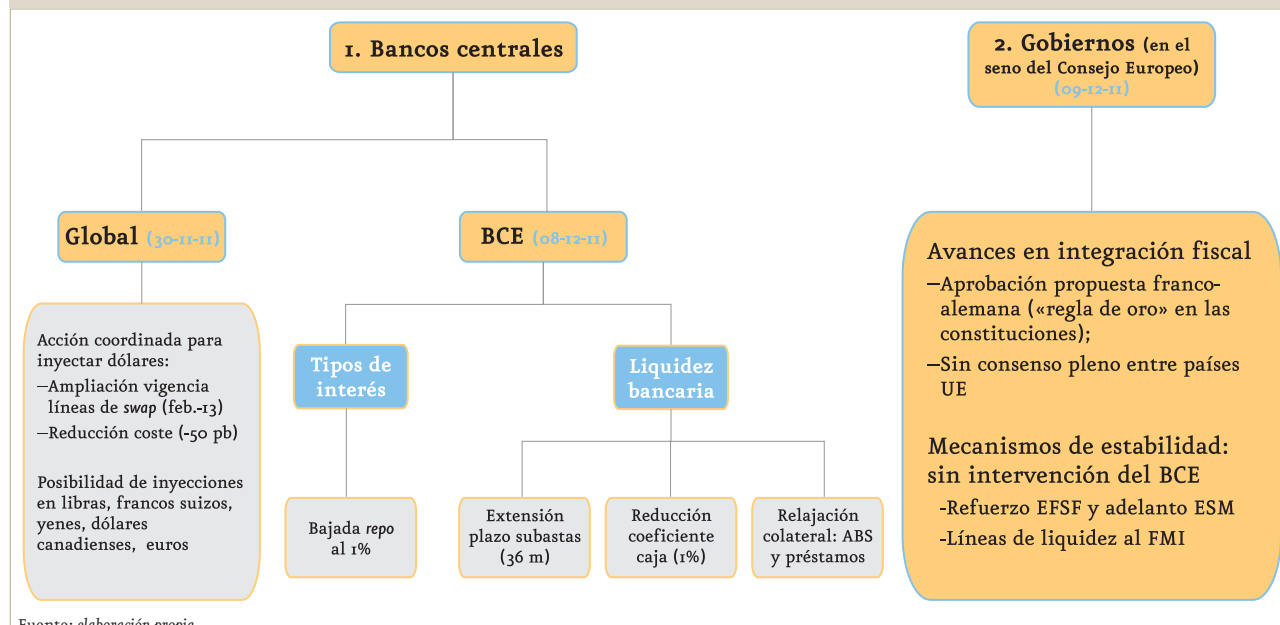 1. Bancos centrales
2. Gobiernos (en el
seno del Consejo Europeo)
(09-12-11)
Global (30-11-11)
BCE (08-12-11)
Acción coordinada para
inyectar dólares:
—Ampliación vigencia
líneas de swap (feb.-13)
—Reducción coste (-50 pb)
Posibilidad de inyecciones
en libras, francos suizos,
yenes, dólares
canadienses, euros
Tipos de
interés
Liquidez
bancaria
Bajada repo
al 1%
Extensión
plazo subastas
(36 m)
Reducción
coeficiente
caja (1%)
Relajación
colateral: ABS
y préstamos
Avances en integración fiscal
—Aprobación propuesta franco-
alemana («regla de oro» en las
constituciones);
—Sin consenso pleno entre países
UE
Mecanismos de estabilidad:
sin intervención del BCE
-Refuerzo EFSF y adelanto ESM
-Líneas de liquidez al FMI
Fuente: elaboración propia